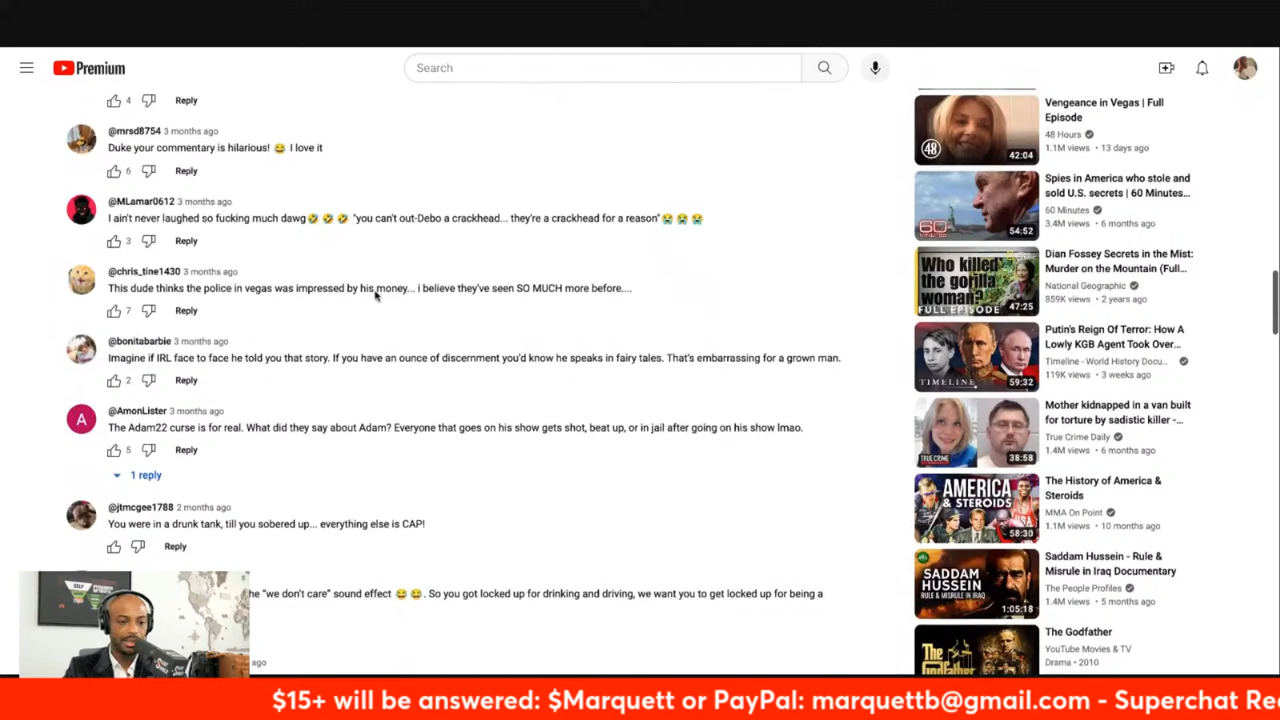 Premium
Search
4
Reply
@mrsd8754 3 months ago
Duke your commentary is hilarious! 😂 I love it
6
Reply
@MLamar0612 3 months ago
I ain't never laughed so fucking much dawg🤣 🤣 🤣 "you can't out-Debo a crackhead... they're a crackhead for a reason"😭 😭 😭
3
Reply
@chris_tine1430 3 months ago
This dude thinks the police in vegas was impressed by his money... i believe they've seen SO MUCH more before....
7
Reply
@bonitabarbie 3 months ago
Imagine if IRL face to face he told you that story. If you have an ounce of discernment you'd know he speaks in fairy tales. That's embarrassing for a grown man.
2
Reply
A
@AmonLister 3 months ago
The Adam22 curse is for real. What did they say about Adam? Everyone that goes on his show gets shot, beat up, or in jail after going on his show lmao.
5
Reply
1 reply
@jtmcgee1788 2 months ago
You were in a drunk tank, till you sobered up... everything else is CAP!
Reply
he "we don't care" sound effect 😂 😂. So you got locked up for drinking and driving, we want you to get locked up for being a
ago
48
42:04
Vengeance in Vegas | Full
Episode
48 Hours
1.1M views • 13 days ago
60
54:52
Spies in America who stole and
sold U.S. secrets | 60 Minutes...
60 Minutes
3.4M views • 6 months ago
Who killed
the gorilla
woman?
FULL EPISODE
47:25
Dian Fossey Secrets in the Mist:
Murder on the Mountain (Full...
National Geographic
859K views • 2 years ago
TIMELINE
59:32
Putin's Reign Of Terror: How A
Lowly KGB Agent Took Over...
Timeline - World History Docu...
119K views • 3 weeks ago
TRUE CRIME
38:58
Mother kidnapped in a van built
for torture by sadistic killer -...
True Crime Daily
1.4M views • 6 months ago
AMERICA
& STEROIDS
58:30
The History of America &
Steroids
MMA On Point
1.1M views • 10 months ago
SADDAM
HUSSEIN
RULE & MISRULE IN IRAQ
1:05:18
Saddam Hussein - Rule &
Misrule in Iraq Documentary
The People Profiles
1.4M views • 5 months ago
The Godfather
The Godfather
YouTube Movies & TV
Drama • 2010
$15+ will be answered: $Marquett or PayPal: marquettb@gmail.com - Superchat Re